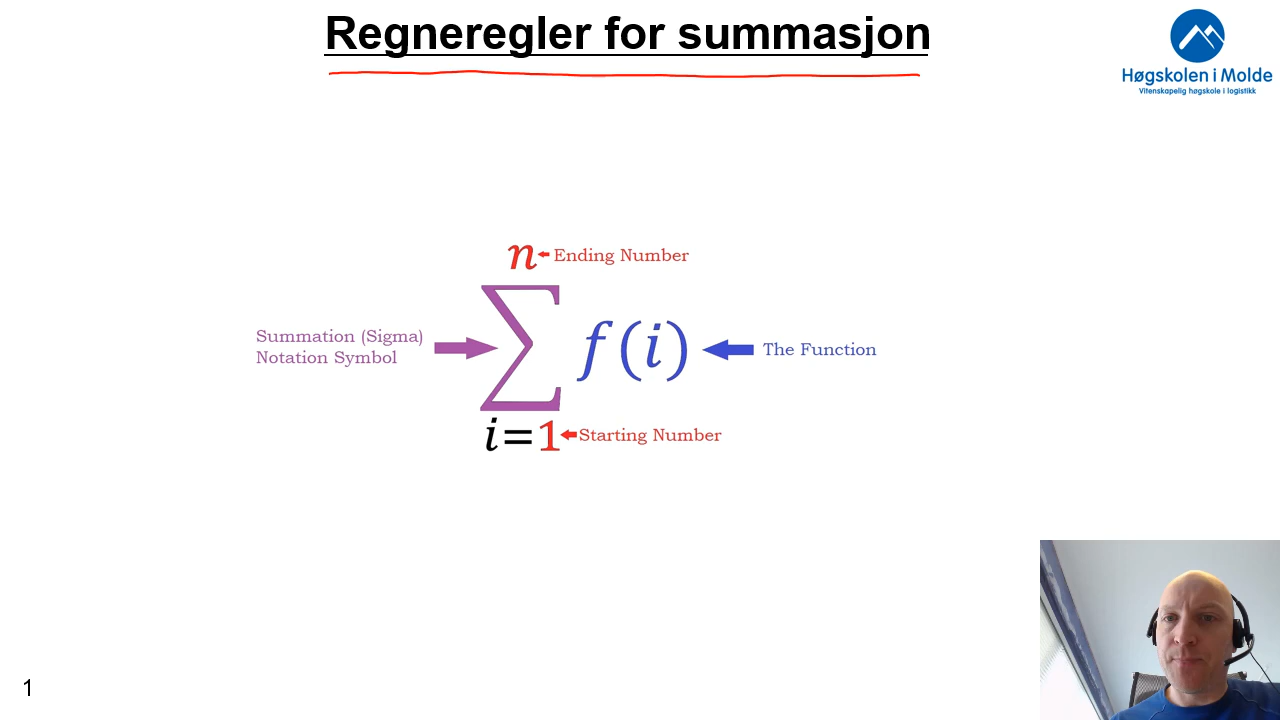 Regneregler for summasjon
Høgskolen i Molde
Vitenskapelig høgskole i logistikk
n
Ending Number
Summation (Sigma)
Notation Symbol
∑ f(i)
The Function
i=1
Starting Number
1